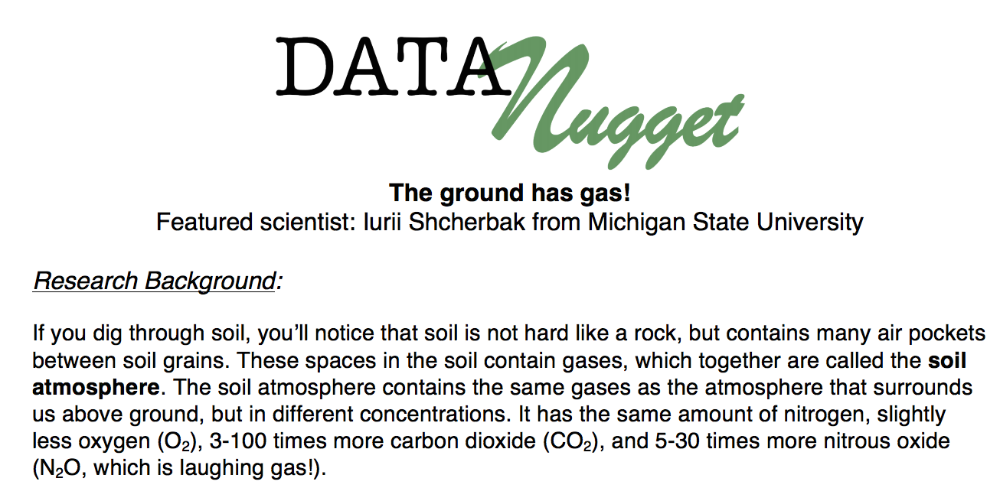 DATA Nugget
The ground has gas!
Featured scientist: Iurii Shcherbak from Michigan State University
Research Background:
If you dig through soil, you’ll notice that soil is not hard like a rock, but contains many air pockets
between soil grains. These spaces in the soil contain gases, which together are called the soil
atmosphere. The soil atmosphere contains the same gases as the atmosphere that surrounds
us above ground, but in different concentrations. It has the same amount of nitrogen, slightly
less oxygen (O₂), 3-100 times more carbon dioxide (CO₂), and 5-30 times more nitrous oxide
(N₂O, which is laughing gas!).